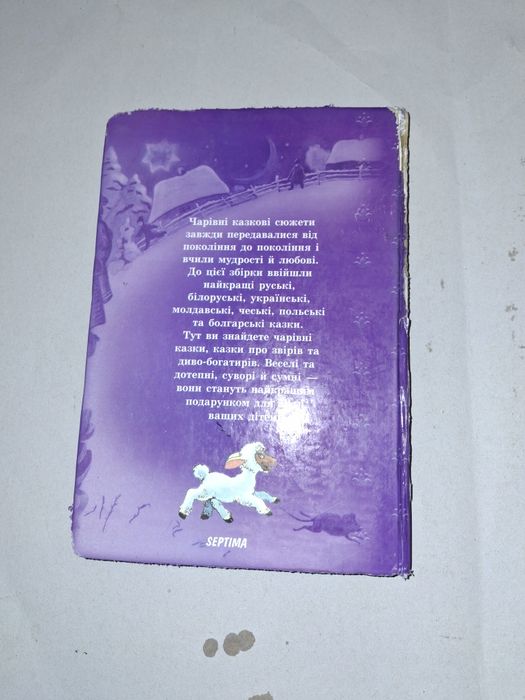 Чарівні казкові сюжети
завжди передавалися від
покоління до покоління і
вчили мудрості й любові.
До цієї збірки ввійшли
найкращі руські,
білоруські, українські,
молдавські, чеські, польські
та болгарські казки.
Тут ви знайдете чарівні
казки, казки про звірів та
диво-богатирів. Веселі та
дотепні, суворі й сумні —
вони стануть найкращим
подарунком для
ваших дітей
SEPTIMA